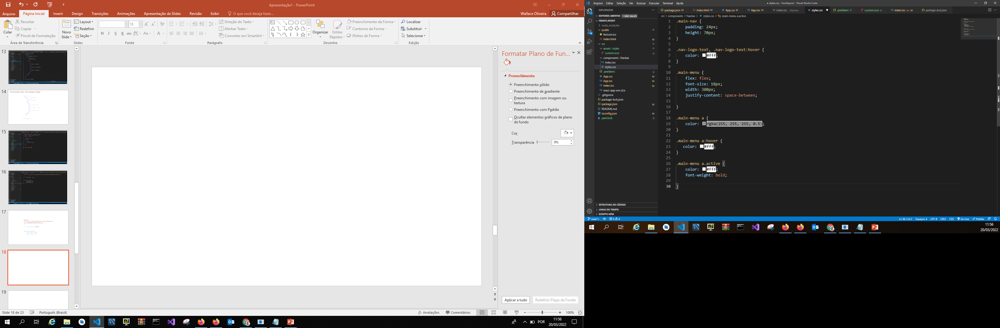 Apresentação1 - PowerPoint
Arquivo Página Inicial Inserir Design Transições Animações Apresentação de Slides Revisão Exibir O que você deseja fazer... Wallace Oliveira Compartilhar
Colar
Recortar
Copiar
Pincel de Formatação
Área de Transferência
Novo Slide
Layout
Redefinir
Seção
Slides
18
N I S S abc AV Aa A
Fonte
Direção do Texto
Alinhar Texto
Converter em SmartArt
Parágrafo
Organizar
Estilos Rápidos
Preenchimento da Forma
Contorno da Forma
Efeitos de Forma
Desenho
Localizar
Substituir
Selecionar
Edição
13
14
15
16
17
18
19
Formatar Plano de Fun...
Preenchimento
Preenchimento sólido
Preenchimento de gradiente
Preenchimento com imagem ou
textura
Preenchimento com Padrão
Ocultar elementos gráficos de plano
de fundo
Cor
Transparência 0%
Aplicar a tudo Redefinir Plano de Fundo
Slide 18 de 23 Português (Brasil) Anotações Comentários 100%
POR 11:56
20/03/2022
Arquivo Editar Seleção Ver Acessar Executar Terminal Ajuda
● styles.css - frontlayout - Visual Studio Code
EXPLORADOR
EDITORES ABERTOS 1 NÃO SALVO
FRONTLAYOUT
node_modules
public
favicon.ico
index.html M
src
assets \ styles
custom.scss U
components \ Navbar
index.tsx
styles.css
.prettierrc U
App.css M
App.tsx M
index.tsx M
react-app-env.d.ts
.gitignore
package-lock.json
package.json M
README.md
tsconfig.json M
yarn.lock U
ESTRUTURA DO CÓDIGO
LINHA DO TEMPO
SCRIPTS NPM
package.json M index.html M App.css M App.tsx M index.tsx ...\Navbar styles.css .prettierrc U custom.scss U index.tsx src M package-lock.json
src > components > Navbar > styles.css > .main-menu a.active
1 .main-nav {
2 padding: 24px;
3 height: 70px;
4 }
5
6 .nav-logo-text, .nav-logo-text:hover {
7 color: #fff;
8 }
9
10 .main-menu {
11 flex: flex;
12 font-size: 18px;
13 width: 380px;
14 justify-content: space-between;
15
16 }
17
18 .main-menu a {
19 color: rgba(255, 255, 255, 0.5);
20 }
21
22 .main-menu a:hover {
23 color: #fff;
24 }
25
26 .main-menu a.active {
27 color: #fff;
28 font-weight: bold;
29
30 }
main*+ 0 0 Ln 30, Col 2 Espaços: 4 UTF-8 CRLF CSS Go Live Prettier
11:56
20/03/2022